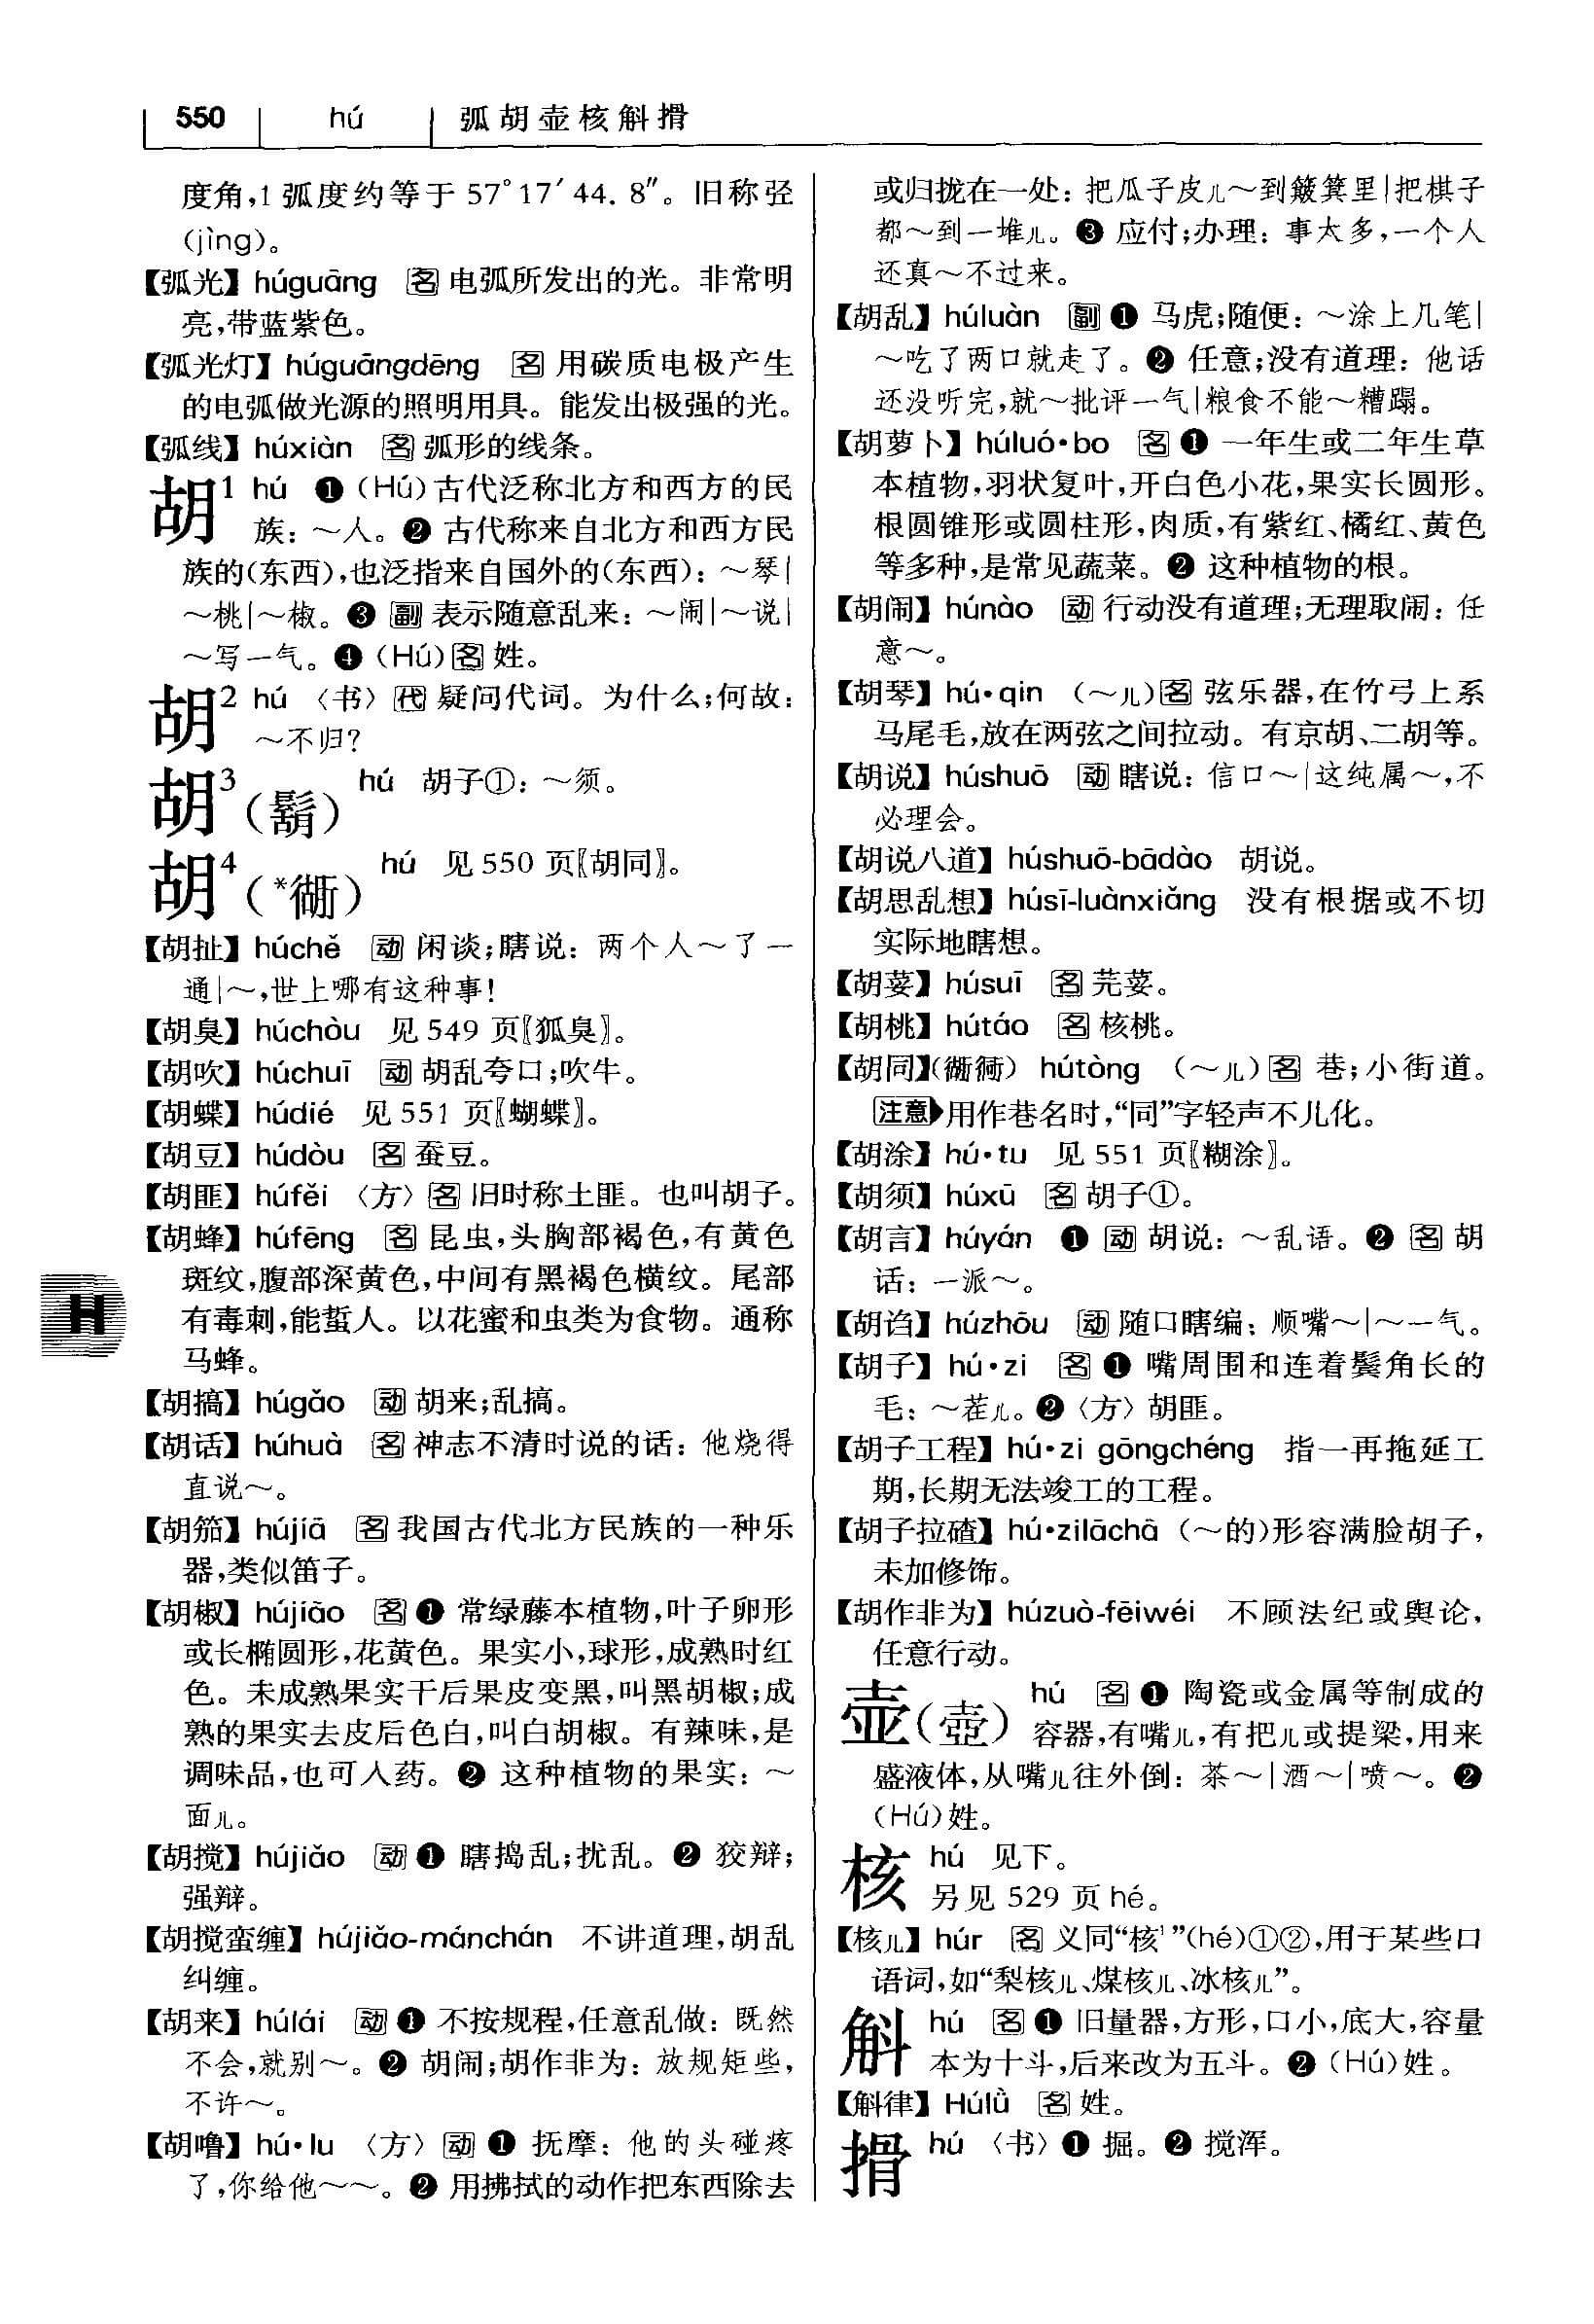 550 hú 弧胡壶核斛搰
度角，1 弧度约等于 57°17′44.8″。旧称径
(jìng)。
【弧光】húguāng 名 电弧所发出的光。非常明
亮，带蓝紫色。
【弧光灯】húguāngdēng 名 用碳质电极产生
的电弧做光源的照明用具。能发出极强的光。
【弧线】húxiàn 名 弧形的线条。
胡1 hú ❶（Hú）古代泛称北方和西方的民
族：～人。❷ 古代称来自北方和西方民
族的（东西），也泛指来自国外的（东西）：～琴|
～桃|～椒。❸ 副 表示随意乱来：～闹|～说|
～写一气。❹（Hú）名 姓。
胡2 hú〈书〉代 疑问代词。为什么；何故：
～不归？
胡3（鬍） hú 胡子①：～须。
胡4（*衚） hú 见 550 页〖胡同〗。
【胡扯】húchě 动 闲谈；瞎说：两个人～了一
通|～，世上哪有这种事！
【胡臭】húchòu 见 549 页〖狐臭〗。
【胡吹】húchuī 动 胡乱夸口；吹牛。
【胡蝶】húdié 见 551 页〖蝴蝶〗。
【胡豆】húdòu 名 蚕豆。
【胡匪】húfěi〈方〉名 旧时称土匪。也叫胡子。
【胡蜂】húfēng 名 昆虫，头胸部褐色，有黄色
斑纹，腹部深黄色，中间有黑褐色横纹。尾部
有毒刺，能蜇人。以花蜜和虫类为食物。通称
马蜂。
【胡搞】húgǎo 动 胡来；乱搞。
【胡话】húhuà 名 神志不清时说的话：他烧得
直说～。
【胡笳】hújiā 名 我国古代北方民族的一种乐
器，类似笛子。
【胡椒】hújiāo 名 ❶ 常绿藤本植物，叶子卵形
或长椭圆形，花黄色。果实小，球形，成熟时红
色。未成熟果实干后果皮变黑，叫黑胡椒；成
熟的果实去皮后色白，叫白胡椒。有辣味，是
调味品，也可入药。❷ 这种植物的果实：～
面儿。
【胡搅】hújiǎo 动 ❶ 瞎捣乱；扰乱。❷ 狡辩；
强辩。
【胡搅蛮缠】hújiǎo-mánchán 不讲道理，胡乱
纠缠。
【胡来】húlái 动 ❶ 不按规程，任意乱做：既然
不会，就别～。❷ 胡闹；胡作非为：放规矩些，
不许～。
【胡噜】hú·lu〈方〉动 ❶ 抚摩：他的头碰疼
了，你给他～～。❷ 用拂拭的动作把东西除去
或归拢在一处：把瓜子皮儿～到簸箕里|把棋子
都～到一堆儿。❸ 应付；办理：事太多，一个人
还真～不过来。
【胡乱】húluàn 副 ❶ 马虎；随便：～涂上几笔|
～吃了两口就走了。❷ 任意；没有道理：他话
还没听完，就～批评一气|粮食不能～糟蹋。
【胡萝卜】húluó·bo 名 ❶ 一年生或二年生草
本植物，羽状复叶，开白色小花，果实长圆形。
根圆锥形或圆柱形，肉质，有紫红、橘红、黄色
等多种，是常见蔬菜。❷ 这种植物的根。
【胡闹】húnào 动 行动没有道理；无理取闹：任
意～。
【胡琴】hú·qin（～儿）名 弦乐器，在竹弓上系
马尾毛，放在两弦之间拉动。有京胡、二胡等。
【胡说】húshuō 动 瞎说：信口～|这纯属～，不
必理会。
【胡说八道】húshuō-bādào 胡说。
【胡思乱想】húsī-luànxiǎng 没有根据或不切
实际地瞎想。
【胡荽】húsuī 名 芫荽。
【胡桃】hútáo 名 核桃。
【胡同】（衚衕） hútòng （～儿）名 巷；小街道。
注意 用作巷名时，“同”字轻声不儿化。
【胡涂】hú·tu 见 551 页〖糊涂〗。
【胡须】húxū 名 胡子①。
【胡言】húyán ❶ 动 胡说：～乱语。❷ 名 胡
话：一派～。
【胡诌】húzhōu 动 随口瞎编：顺嘴～|～一气。
【胡子】hú·zi 名 ❶ 嘴周围和连着鬓角长的
毛：～茬儿。❷〈方〉胡匪。
【胡子工程】hú·zi gōngchéng 指一再拖延工
期，长期无法竣工的工程。
【胡子拉碴】hú·zilāchā（～的）形容满脸胡子，
未加修饰。
【胡作非为】húzuò-fēiwéi 不顾法纪或舆论，
任意行动。
壶（壺） hú 名 ❶ 陶瓷或金属等制成的
容器，有嘴儿，有把儿或提梁，用来
盛液体，从嘴儿往外倒：茶～|酒～|喷～。❷
（Hú）姓。
核 hú 见下。
另见 529 页 hé。
【核儿】húr 名 义同“核1”（hé）①②，用于某些口
语词，如“梨核儿、煤核儿、冰核儿”。
斛 hú 名 ❶ 旧量器，方形，口小，底大，容量
本为十斗，后来改为五斗。❷（Hú）姓。
【斛律】Húlǜ 名 姓。
搰 hú〈书〉❶ 掘。❷ 搅浑。
H